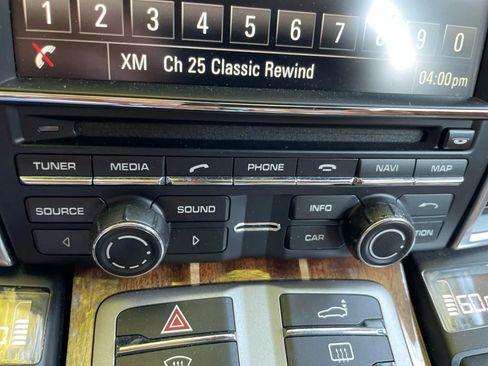 1 2 3 4 5 6 7 8 9 0
XM Ch 25 Classic Rewind
04:00pm
TUNER MEDIA PHONE NAVI MAP
SOURCE SOUND INFO
CAR